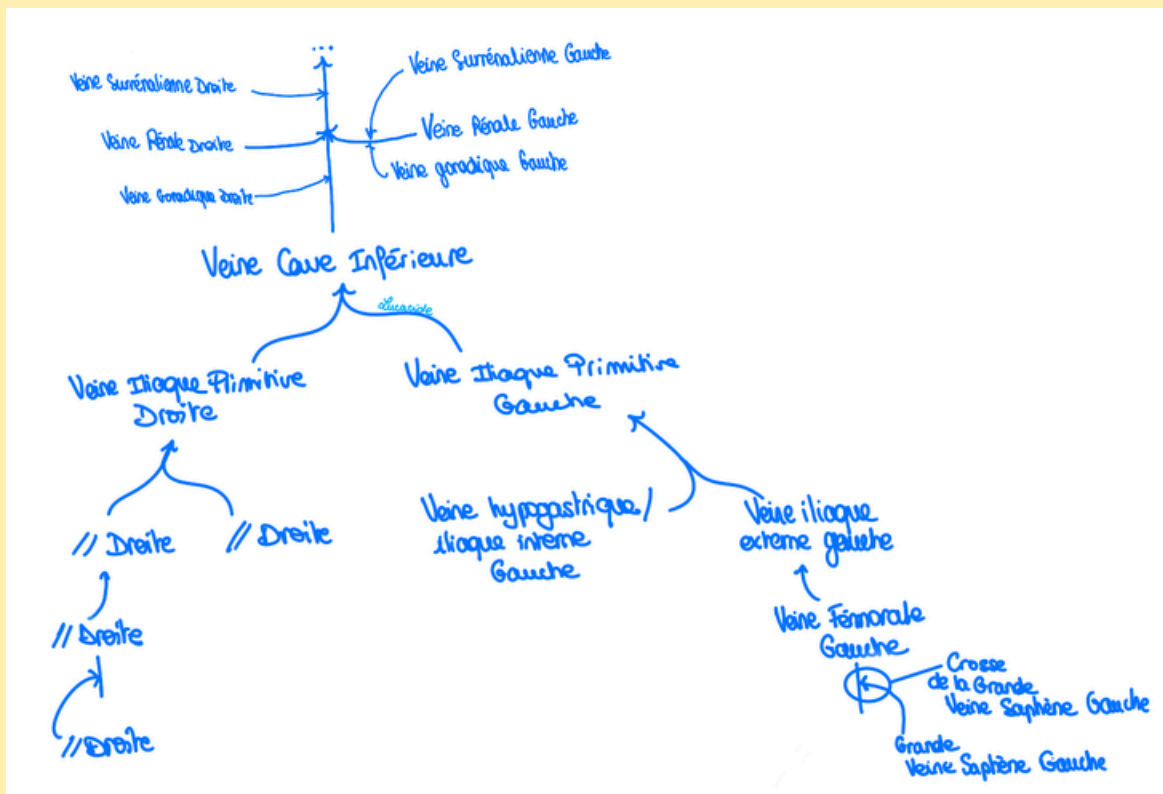 ...
Veine Surrénalienne Droite
Veine Surrénalienne Gauche
Veine Rénale Droite
Veine Rénale Gauche
Veine gonadique Gauche
Veine Gonadique Droite
Veine Cave Inférieure
Veine Iliaque Primitive
Droite
Veine Iliaque Primitive
Gauche
// Droite
// Droite
Veine hypogastrique/
iliaque interne
Gauche
Veine iliaque
externe gauche
// Droite
Veine Fémorale
Gauche
Crosse
de la Grande
Veine Saphène Gauche
// Droite
Grande
Veine Saphène Gauche